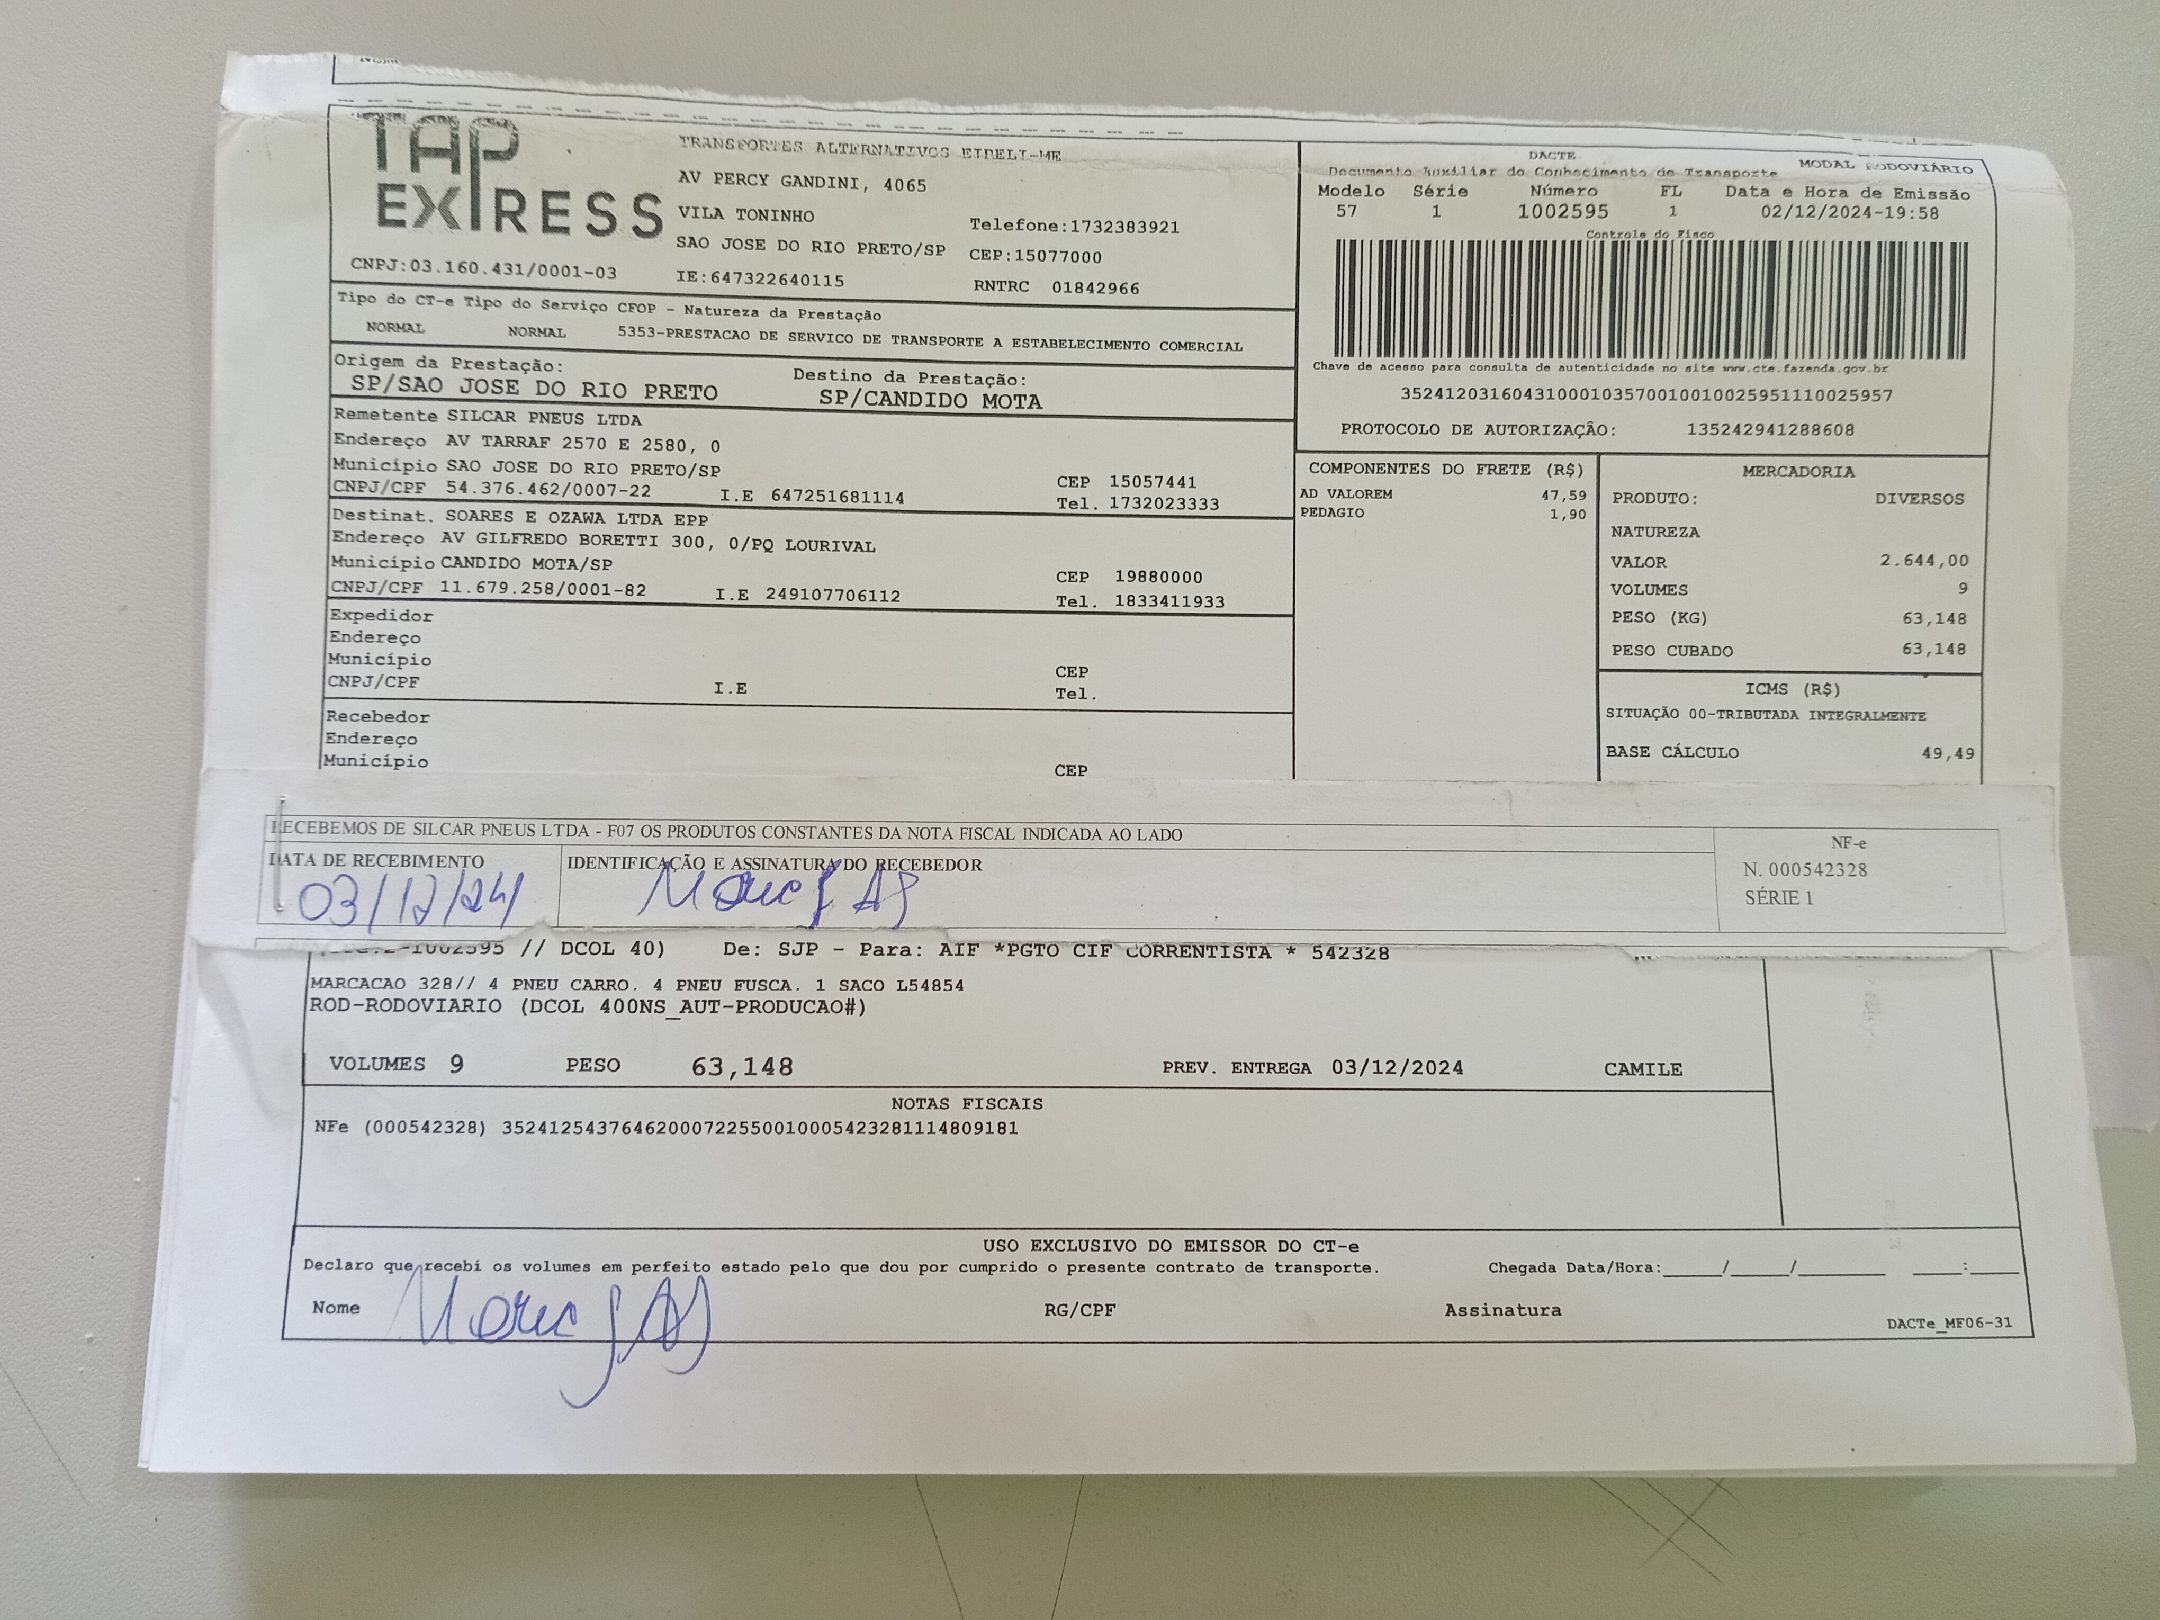 TAP
EXPRESS
TRANSPORTES ALTERNATIVOS EIRELI-ME
AV PERCY GANDINI, 4065
VILA TONINHO
Telefone:1732383921
SAO JOSE DO RIO PRETO/SP CEP:15077000
CNPJ:03.160.431/0001-03 IE:647322640115 RNTRC 01842966
DACTE MODAL RODOVIÁRIO
Documento Auxiliar do Conhecimento de Transporte
Modelo Série Número FL Data e Hora de Emissão
57 1 1002595 1 02/12/2024-19:58
Controle do Fisco
Chave de acesso para consulta de autenticidade no site www.cte.fazenda.gov.br
35241203160431000103570010010025951110025957
PROTOCOLO DE AUTORIZAÇÃO: 135242941288608
Tipo do CT-e Tipo do Serviço CFOP - Natureza da Prestação
NORMAL NORMAL 5353-PRESTACAO DE SERVICO DE TRANSPORTE A ESTABELECIMENTO COMERCIAL
Origem da Prestação: Destino da Prestação:
SP/SAO JOSE DO RIO PRETO SP/CANDIDO MOTA
Remetente SILCAR PNEUS LTDA
Endereço AV TARRAF 2570 E 2580, 0
Município SAO JOSE DO RIO PRETO/SP CEP 15057441
CNPJ/CPF 54.376.462/0007-22 I.E 647251681114 Tel. 1732023333
Destinat. SOARES E OZAWA LTDA EPP
Endereço AV GILFREDO BORETTI 300, 0/PQ LOURIVAL
Município CANDIDO MOTA/SP CEP 19880000
CNPJ/CPF 11.679.258/0001-82 I.E 249107706112 Tel. 1833411933
Expedidor
Endereço
Município CEP
CNPJ/CPF I.E Tel.
Recebedor
Endereço
Município CEP
COMPONENTES DO FRETE (R$)
AD VALOREM 47,59
PEDAGIO 1,90
MERCADORIA
PRODUTO: DIVERSOS
NATUREZA
VALOR 2.644,00
VOLUMES 9
PESO (KG) 63,148
PESO CUBADO 63,148
ICMS (R$)
SITUAÇÃO 00-TRIBUTADA INTEGRALMENTE
BASE CÁLCULO 49,49
RECEBEMOS DE SILCAR PNEUS LTDA - F07 OS PRODUTOS CONSTANTES DA NOTA FISCAL INDICADA AO LADO
DATA DE RECEBIMENTO IDENTIFICAÇÃO E ASSINATURA DO RECEBEDOR
03/12/24
NF-e
N. 000542328
SÉRIE 1
1002595 // DCOL 40) De: SJP - Para: AIF *PGTO CIF CORRENTISTA * 542328
MARCACAO 328// 4 PNEU CARRO. 4 PNEU FUSCA. 1 SACO L54854
ROD-RODOVIARIO (DCOL 400NS_AUT-PRODUCAO#)
VOLUMES 9 PESO 63,148 PREV. ENTREGA 03/12/2024 CAMILE
NOTAS FISCAIS
NFe (000542328) 35241254376462000722550010005423281114809181
USO EXCLUSIVO DO EMISSOR DO CT-e
Declaro que recebi os volumes em perfeito estado pelo que dou por cumprido o presente contrato de transporte. Chegada Data/Hora:_____/_____/_______ ____:____
Nome RG/CPF Assinatura
DACTe_MF06-31